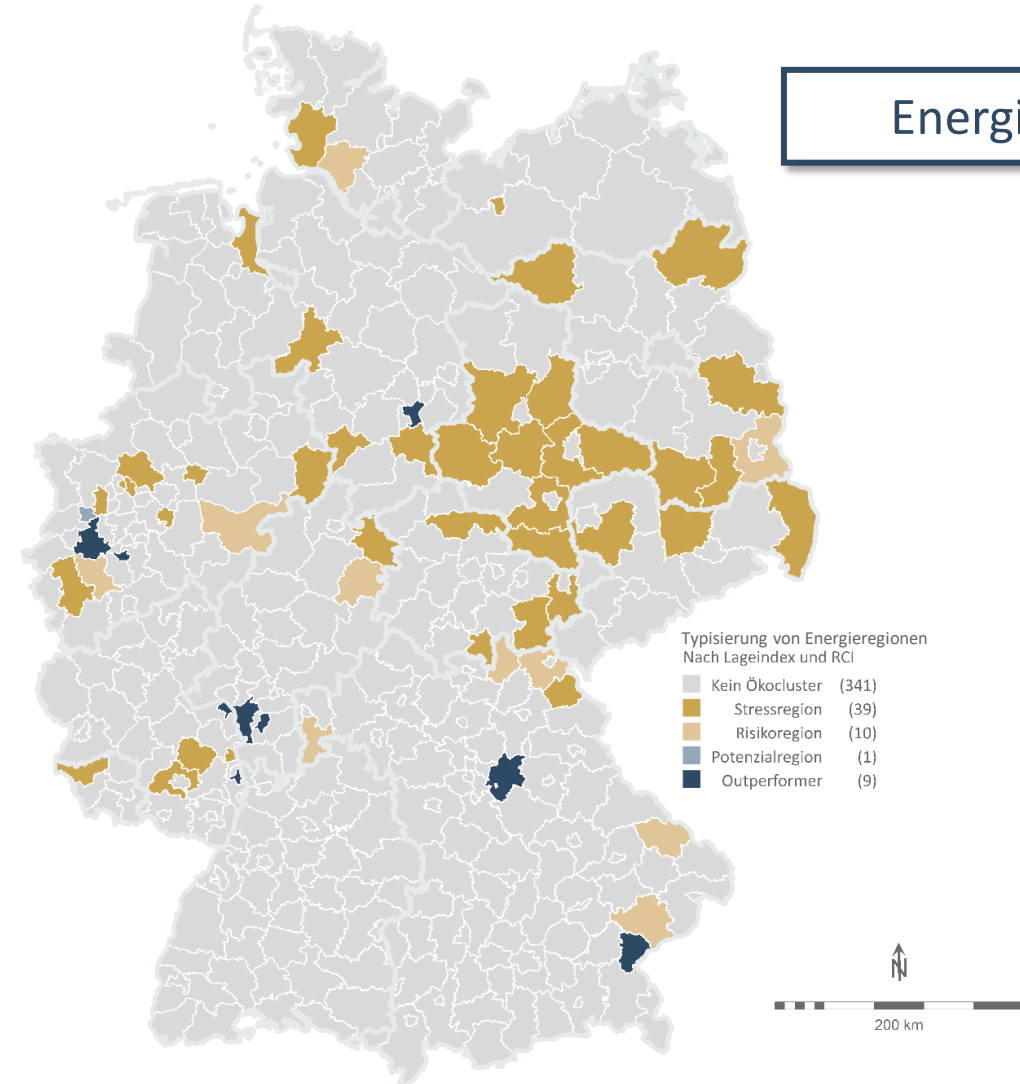 Energi
Typisierung von Energieregionen
Nach Lageindex und RCI
Kein Ökocluster (341)
Stressregion (39)
Risikoregion (10)
Potenzialregion (1)
Outperformer (9)
N
200 km